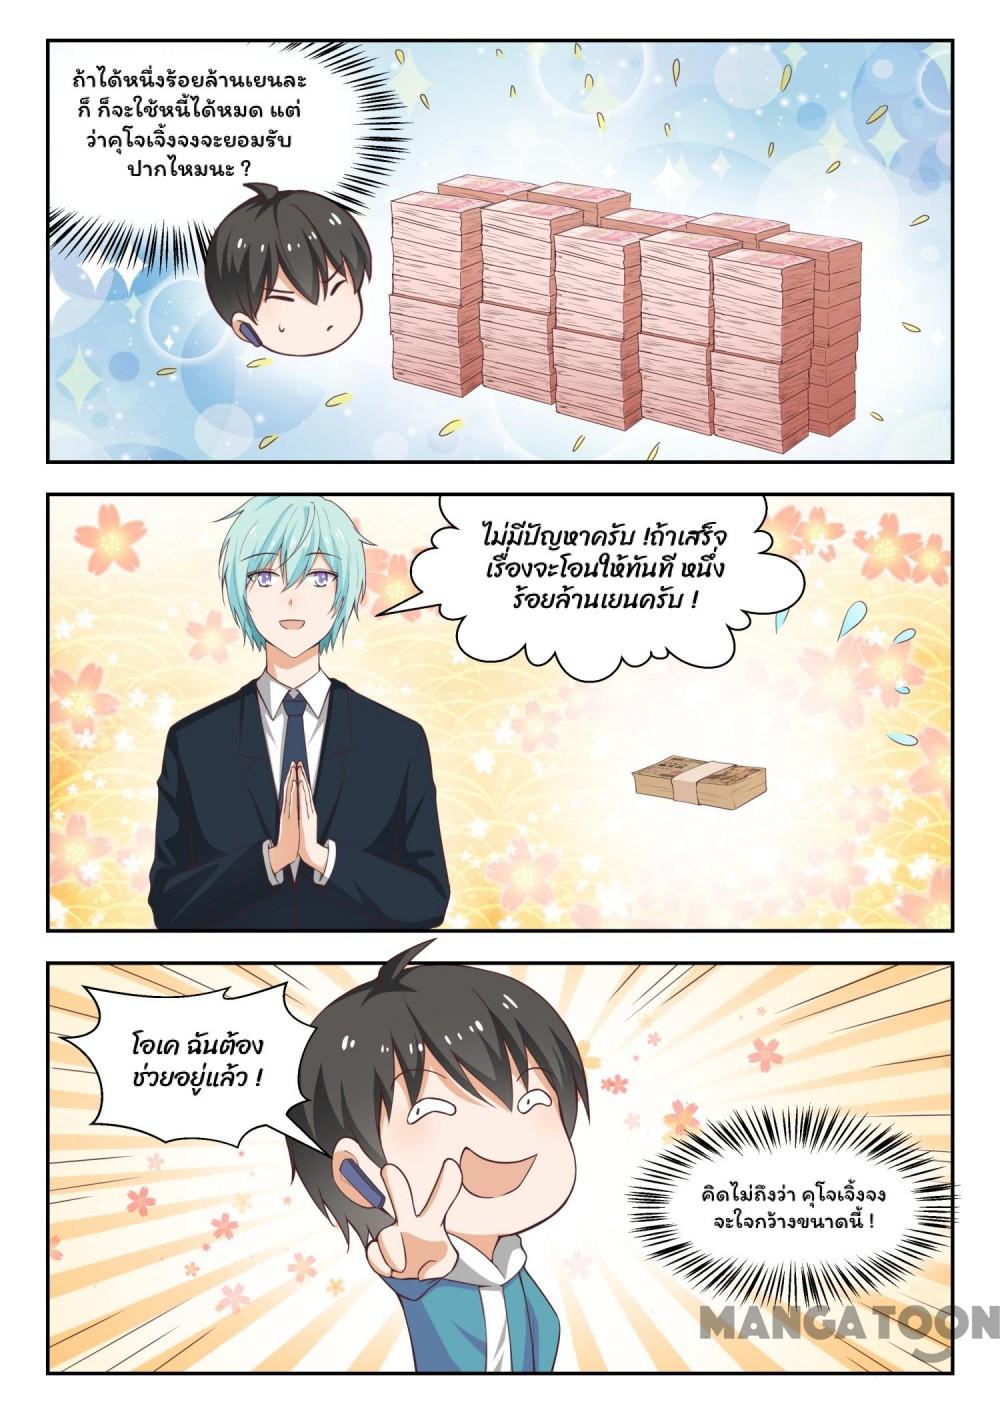 ถ้าได้หนึ่งร้อยล้านเยนละ
ก็ ก็จะใช้หนี้ได้หมด แต่
ว่าคุโจเจิ้งจงจะยอมรับ
ปากไหมนะ ?
ไม่มีปัญหาครับ !ถ้าเสร็จ
เรื่องจะโอนให้ทันที หนึ่ง
ร้อยล้านเยนครับ !
โอเค ฉันต้อง
ช่วยอยู่แล้ว !
คิดไม่ถึงว่า คุโจเจิ้งจง
จะใจกว้างขนาดนี้ !
MANGATOON